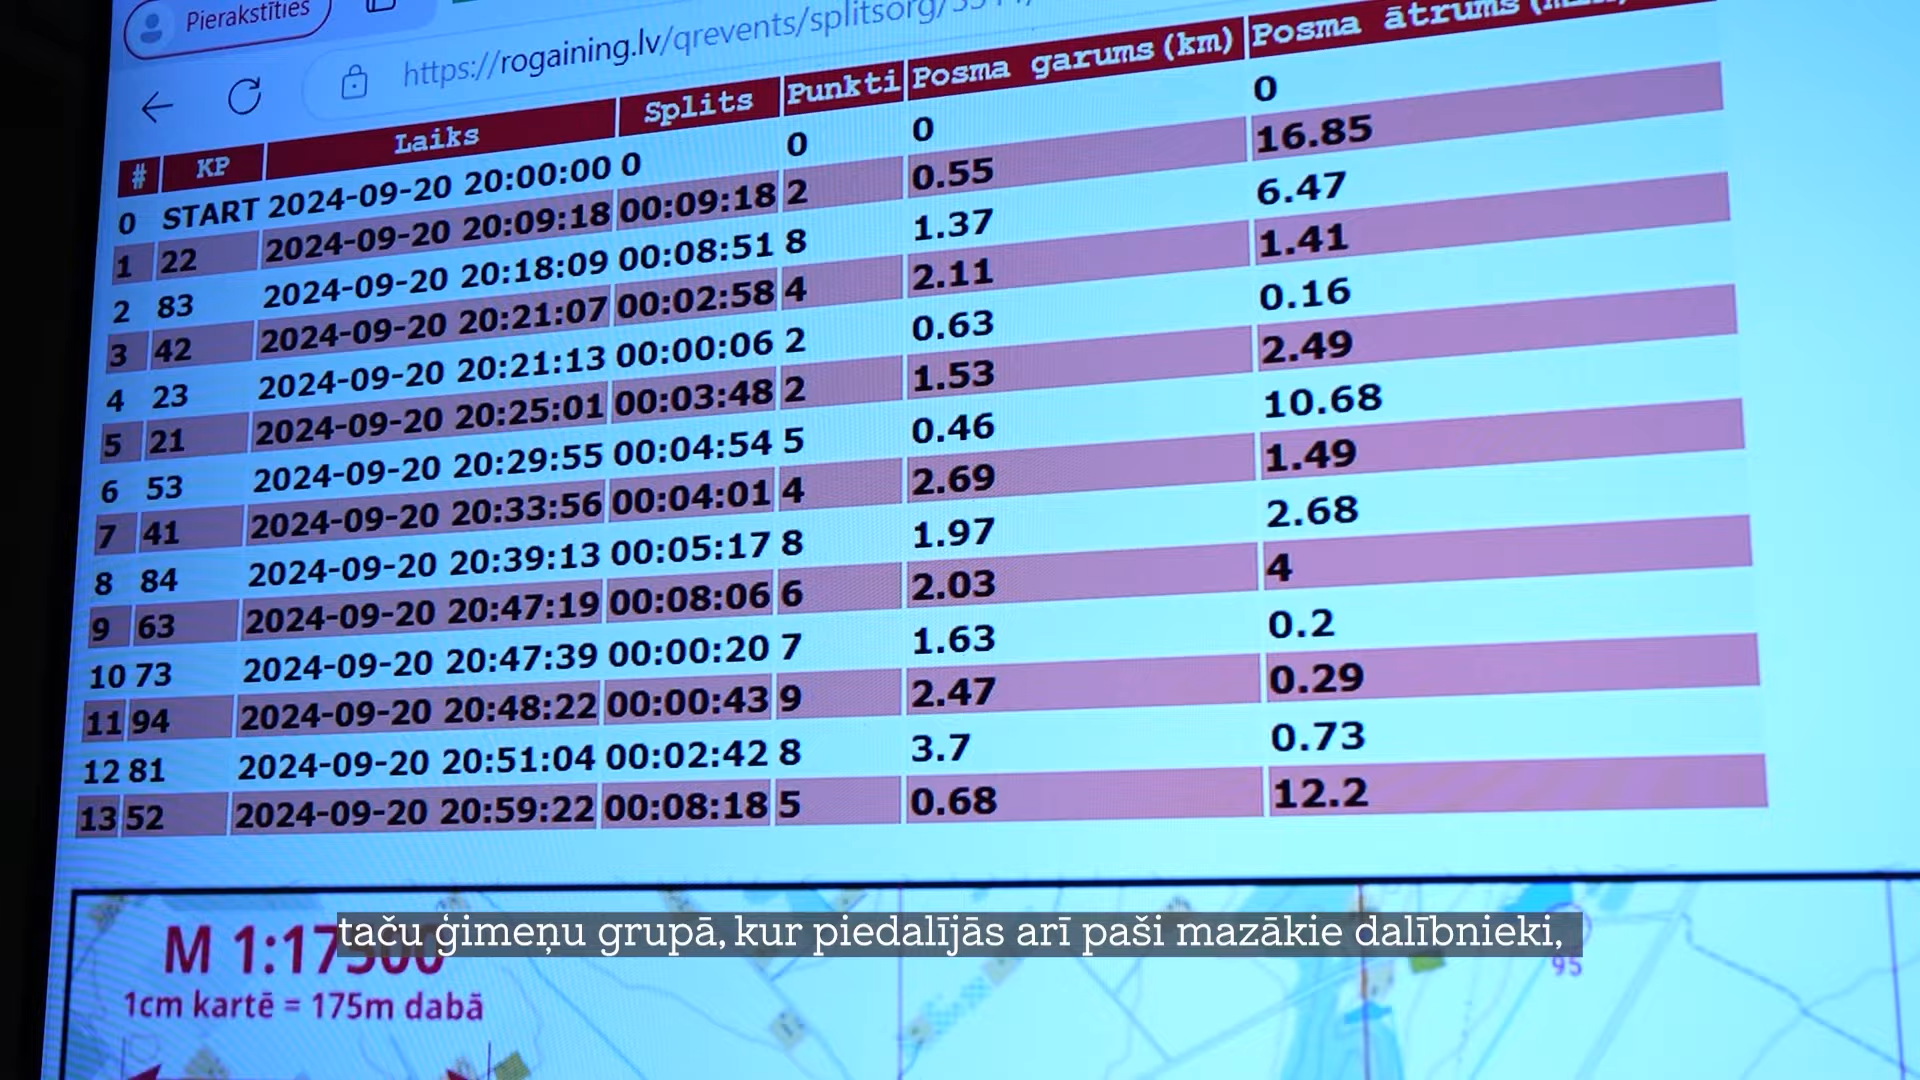 Pierakstīties
https://rogaining.lv/qrevents/splitsorg/
# KP Laiks Splits Punkti Posma garums (km) Posma ātrums
0 START 2024-09-20 20:00:00 0 0 0 0
1 22 2024-09-20 20:09:18 00:09:18 2 0.55 16.85
2 83 2024-09-20 20:18:09 00:08:51 8 1.37 6.47
3 42 2024-09-20 20:21:07 00:02:58 4 2.11 1.41
4 23 2024-09-20 20:21:13 00:00:06 2 0.63 0.16
5 21 2024-09-20 20:25:01 00:03:48 2 1.53 2.49
6 53 2024-09-20 20:29:55 00:04:54 5 0.46 10.68
7 41 2024-09-20 20:33:56 00:04:01 4 2.69 1.49
8 84 2024-09-20 20:39:13 00:05:17 8 1.97 2.68
9 63 2024-09-20 20:47:19 00:08:06 6 2.03 4
10 73 2024-09-20 20:47:39 00:00:20 7 1.63 0.2
11 94 2024-09-20 20:48:22 00:00:43 9 2.47 0.29
12 81 2024-09-20 20:51:04 00:02:42 8 3.7 0.73
13 52 2024-09-20 20:59:22 00:08:18 5 0.68 12.2
M 1:17500
taču ģimeņu grupā, kur piedalījās arī paši mazākie dalībnieki,
95
1cm kartē = 175m dabā